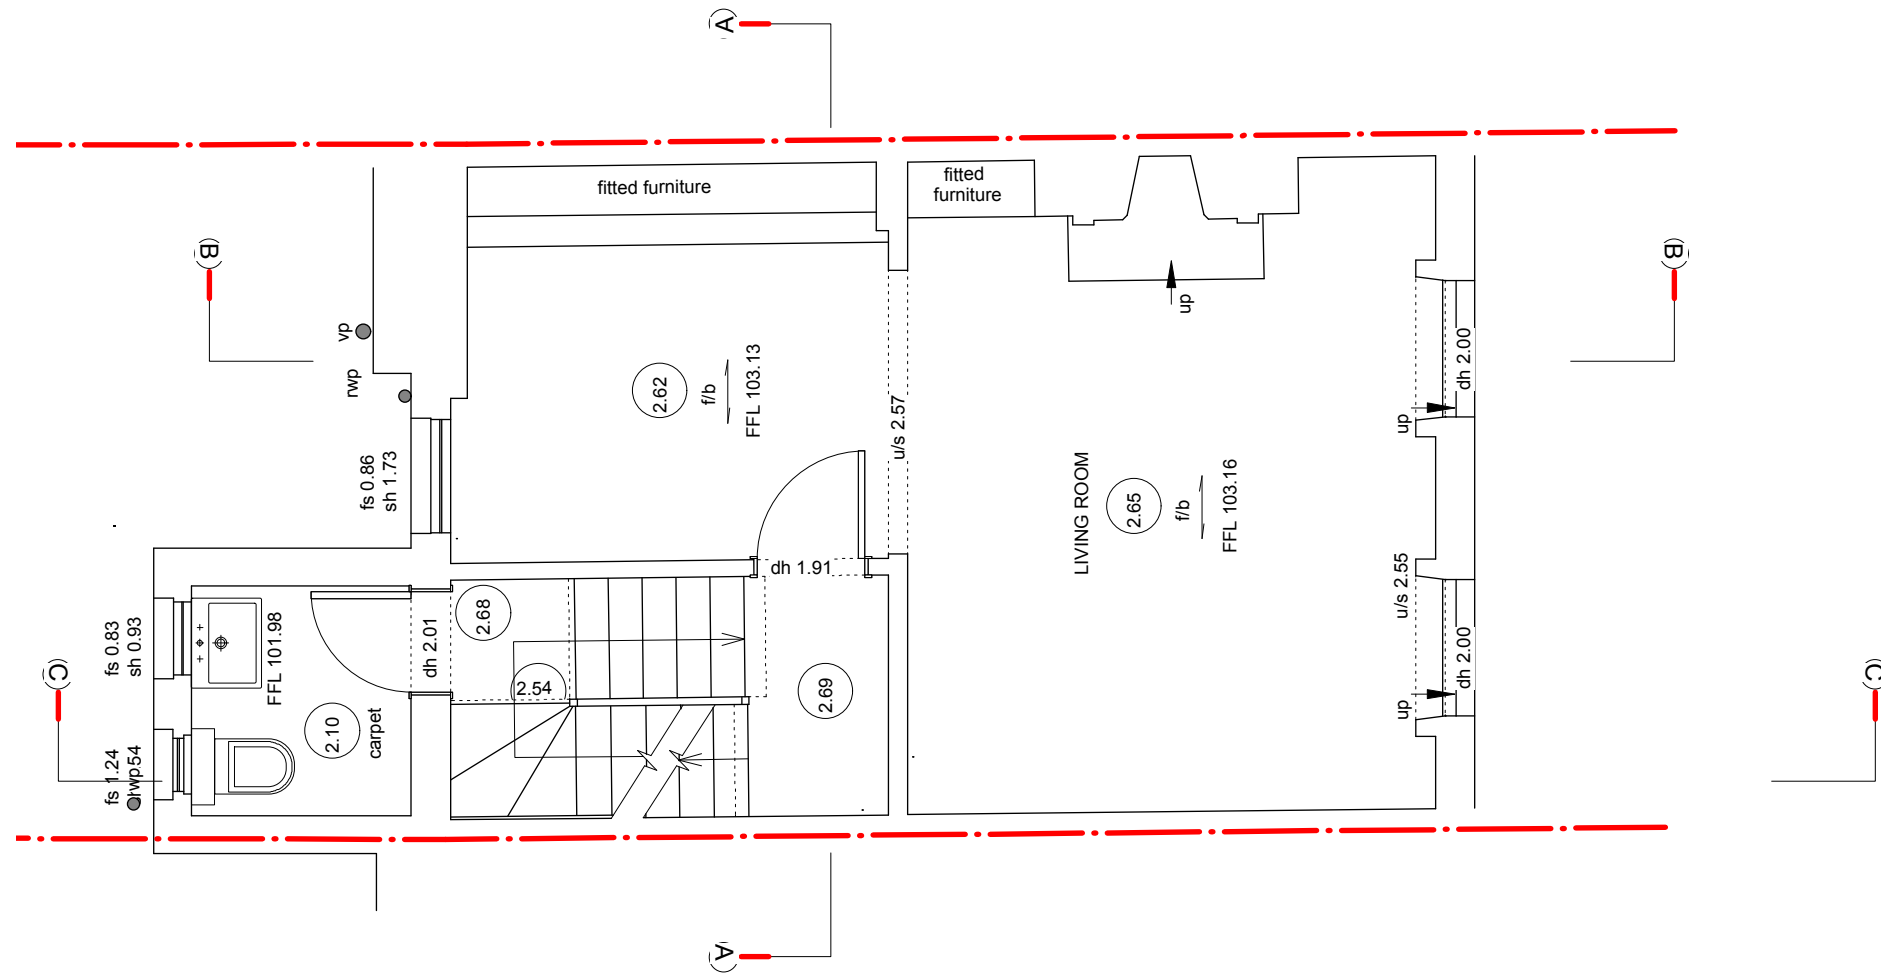 A
fitted furniture
fitted
furniture
B
B
vp
rwp
up
2.62
f/b
FFL 103.13
u/s 2.57
dh 2.00
up
fs 0.86
sh 1.73
LIVING ROOM
2.65
f/b
FFL 103.16
dh 1.91
u/s 2.55
2.68
dh 2.01
fs 0.83
sh 0.93
FFL 101.98
C
2.54
2.69
dh 2.00
up
C
2.10
carpet
fs 1.24
rwp
A